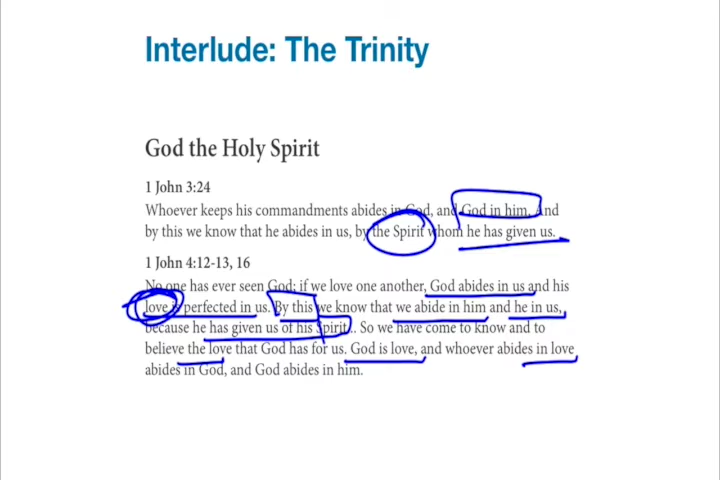 Interlude: The Trinity
God the Holy Spirit
1 John 3:24
Whoever keeps his commandments abides in God, and God in him. And
by this we know that he abides in us, by the Spirit whom he has given us.
1 John 4:12-13, 16
No one has ever seen God; if we love one another, God abides in us and his
love is perfected in us. By this we know that we abide in him and he in us,
because he has given us of his Spirit.. So we have come to know and to
believe the love that God has for us. God is love, and whoever abides in love
abides in God, and God abides in him.